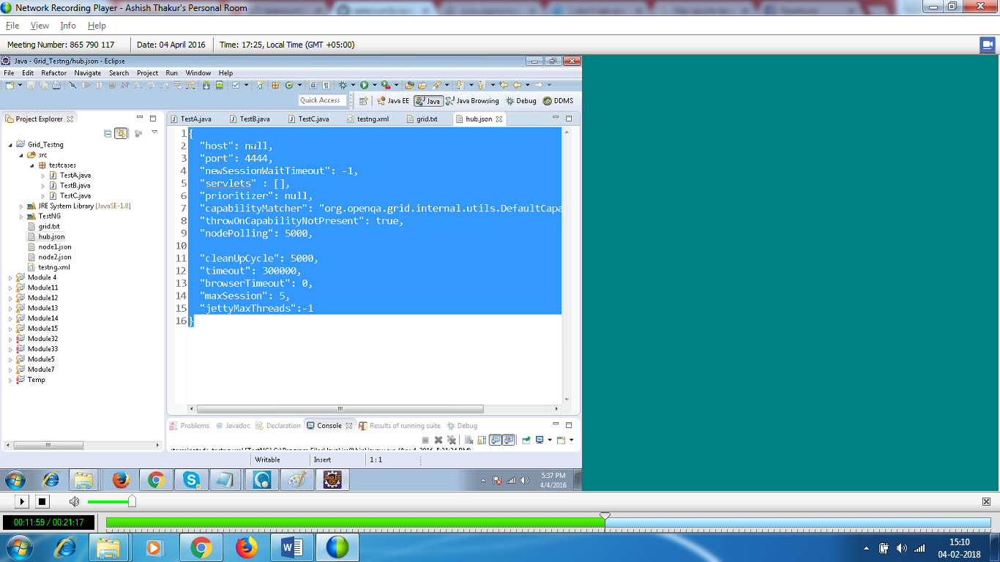 Network Recording Player - Ashish Thakur's Personal Room
File View Info Help
Meeting Number: 865 790 117 Date: 04 April 2016 Time: 17:25, Local Time (GMT +05:00)
Java - Grid_Testng/hub.json - Eclipse
File Edit Refactor Navigate Search Project Run Window Help
Quick Access Java EE Java Java Browsing Debug DDMS
Project Explorer
TestA.java TestB.java TestC.java testng.xml grid.txt hub.json
Grid_Testng
src
testcases
TestA.java
TestB.java
TestC.java
JRE System Library [JavaSE-1.8]
TestNG
grid.txt
hub.json
node1.json
node2.json
testng.xml
Module 4
Module11
Module12
Module13
Module14
Module15
Module32
Module33
Module5
Module7
Temp
1 {
2 "host": null,
3 "port": 4444,
4 "newSessionWaitTimeout": -1,
5 "servlets" : [],
6 "prioritizer": null,
7 "capabilityMatcher": "org.openqa.grid.internal.utils.DefaultCapa
8 "throwOnCapabilityNotPresent": true,
9 "nodePolling": 5000,
10
11 "cleanUpCycle": 5000,
12 "timeout": 300000,
13 "browserTimeout": 0,
14 "maxSession": 5,
15 "jettyMaxThreads":-1
16 }
Problems @ Javadoc Declaration Console Results of running suite Debug
Writable Insert 1 : 1
5:37 PM
4/4/2016
00:11:59 / 00:21:17
15:10
04-02-2018